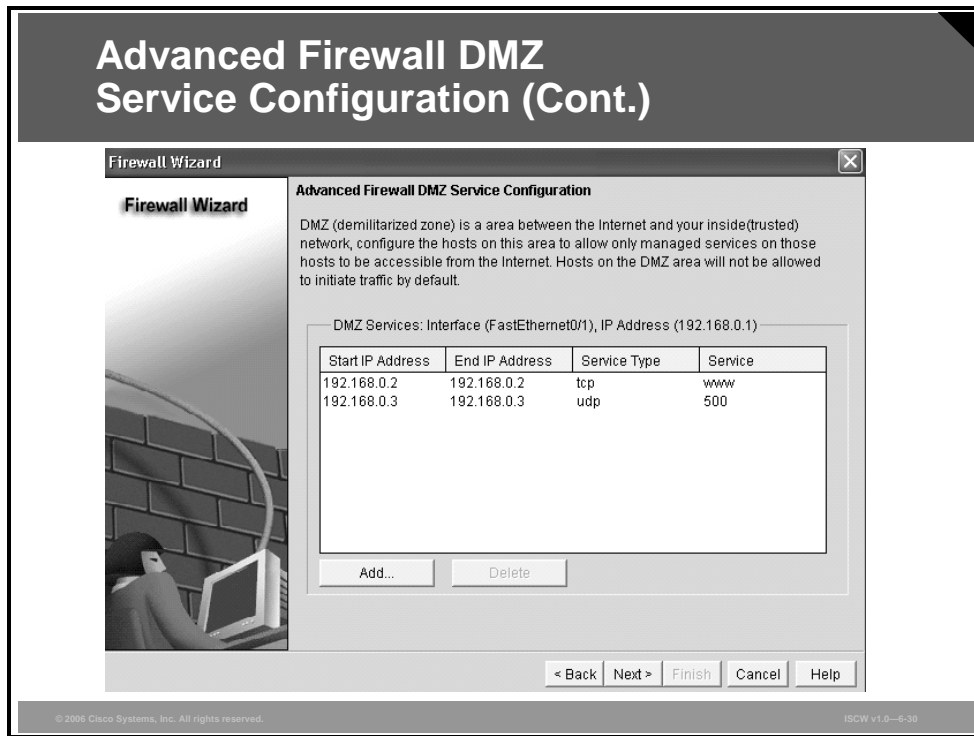 Advanced Firewall DMZ
Service Configuration (Cont.)
Firewall Wizard
Firewall Wizard
Advanced Firewall DMZ Service Configuration
DMZ (demilitarized zone) is a area between the Internet and your inside(trusted)
network, configure the hosts on this area to allow only managed services on those
hosts to be accessible from the Internet. Hosts on the DMZ area will not be allowed
to initiate traffic by default.
DMZ Services: Interface (FastEthernet0/1), IP Address (192.168.0.1)
Start IP Address End IP Address Service Type Service
192.168.0.2 192.168.0.2 tcp www
192.168.0.3 192.168.0.3 udp 500
Add... Delete
< Back Next > Finish Cancel Help
© 2006 Cisco Systems, Inc. All rights reserved. ISCW v1.0—6-30